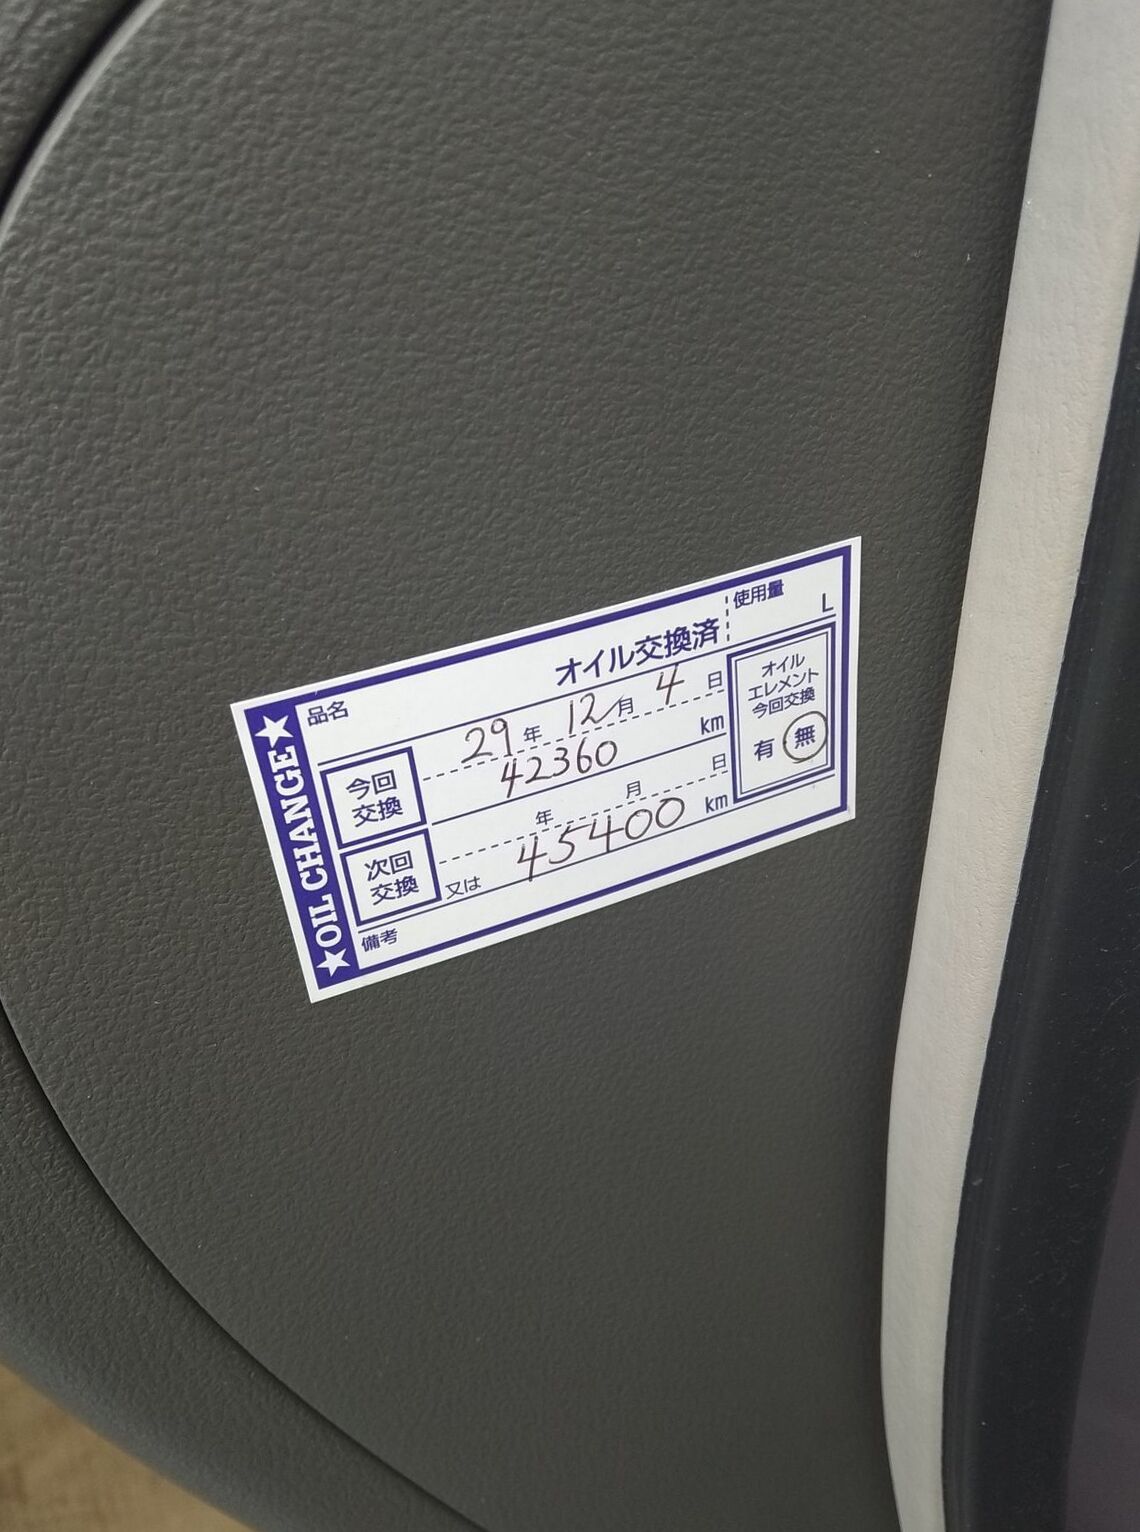 ★OIL CHANGE★
品名
オイル交換済
使用量 L
今回交換
29年 12月 4日
42360 km
次回交換
年 月 日
又は 45400 km
備考
オイル
エレメント
今回交換
有 無